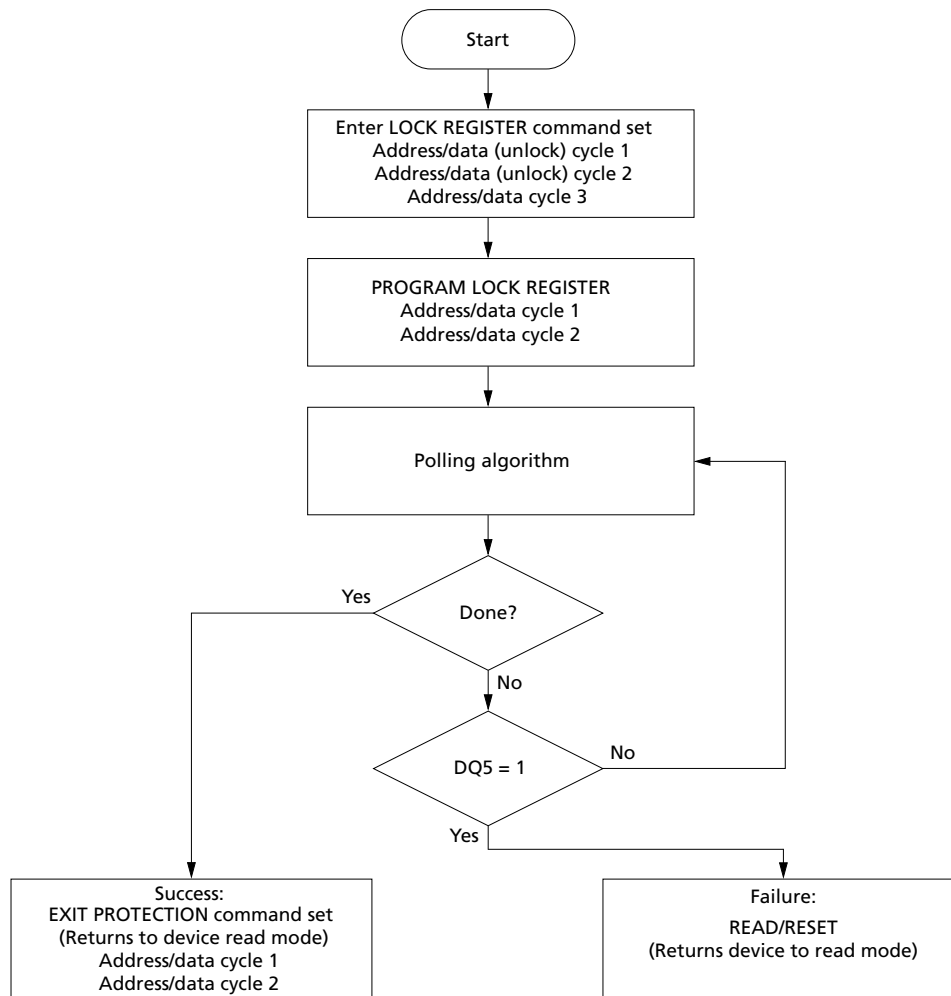 Start
Enter LOCK REGISTER command set
Address/data (unlock) cycle 1
Address/data (unlock) cycle 2
Address/data cycle 3
PROGRAM LOCK REGISTER
Address/data cycle 1
Address/data cycle 2
Polling algorithm
Yes
Done?
No
DQ5 = 1
No
Yes
Success:
EXIT PROTECTION command set
(Returns to device read mode)
Address/data cycle 1
Address/data cycle 2
Failure:
READ/RESET
(Returns device to read mode)